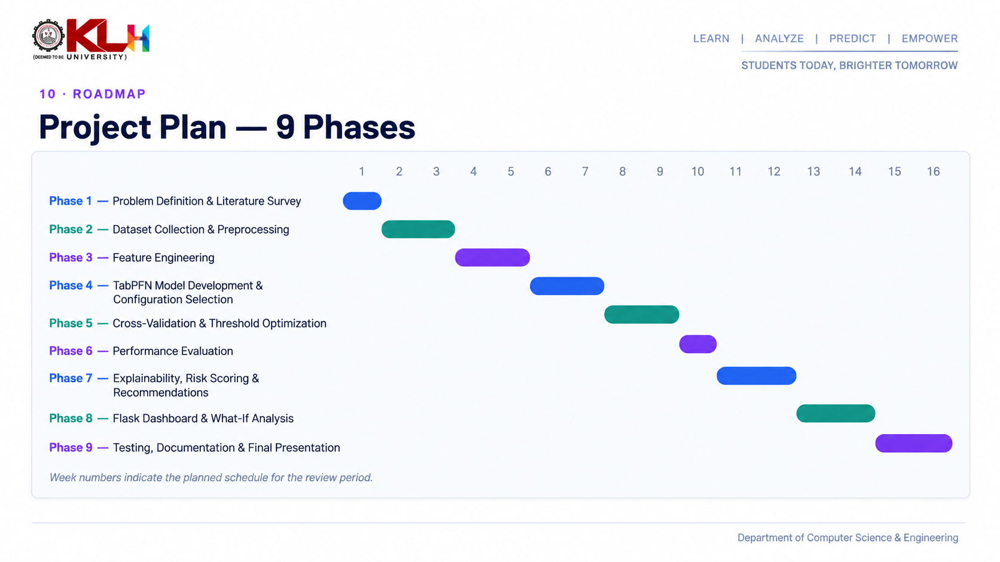 KLH
(DEEMED TO BE UNIVERSITY)
LEARN | ANALYZE | PREDICT | EMPOWER
STUDENTS TODAY, BRIGHTER TOMORROW
10 · ROADMAP
Project Plan — 9 Phases
1 2 3 4 5 6 7 8 9 10 11 12 13 14 15 16
Phase 1 — Problem Definition & Literature Survey
Phase 2 — Dataset Collection & Preprocessing
Phase 3 — Feature Engineering
Phase 4 — TabPFN Model Development &
Configuration Selection
Phase 5 — Cross-Validation & Threshold Optimization
Phase 6 — Performance Evaluation
Phase 7 — Explainability, Risk Scoring &
Recommendations
Phase 8 — Flask Dashboard & What-If Analysis
Phase 9 — Testing, Documentation & Final Presentation
Week numbers indicate the planned schedule for the review period.
Department of Computer Science & Engineering